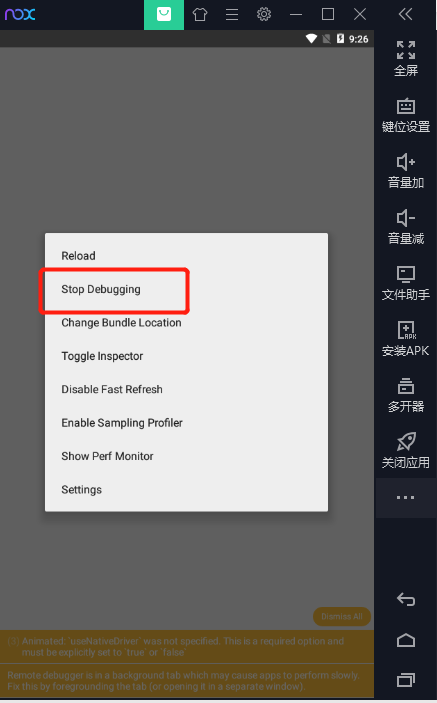 nox
9:26
全屏
键位设置
音量加
音量减
文件助手
APK
安装APK
多开器
关闭应用
Reload
Stop Debugging
Change Bundle Location
Toggle Inspector
Disable Fast Refresh
Enable Sampling Profiler
Show Perf Monitor
Settings
Dismiss All
Animated: `useNativeDriver` was not specified. This is a required option and
must be explicitly set to `true` or `false`
Remote debugger is in a background tab which may cause apps to perform slowly.
Fix this by foregrounding the tab (or opening it in a separate window).